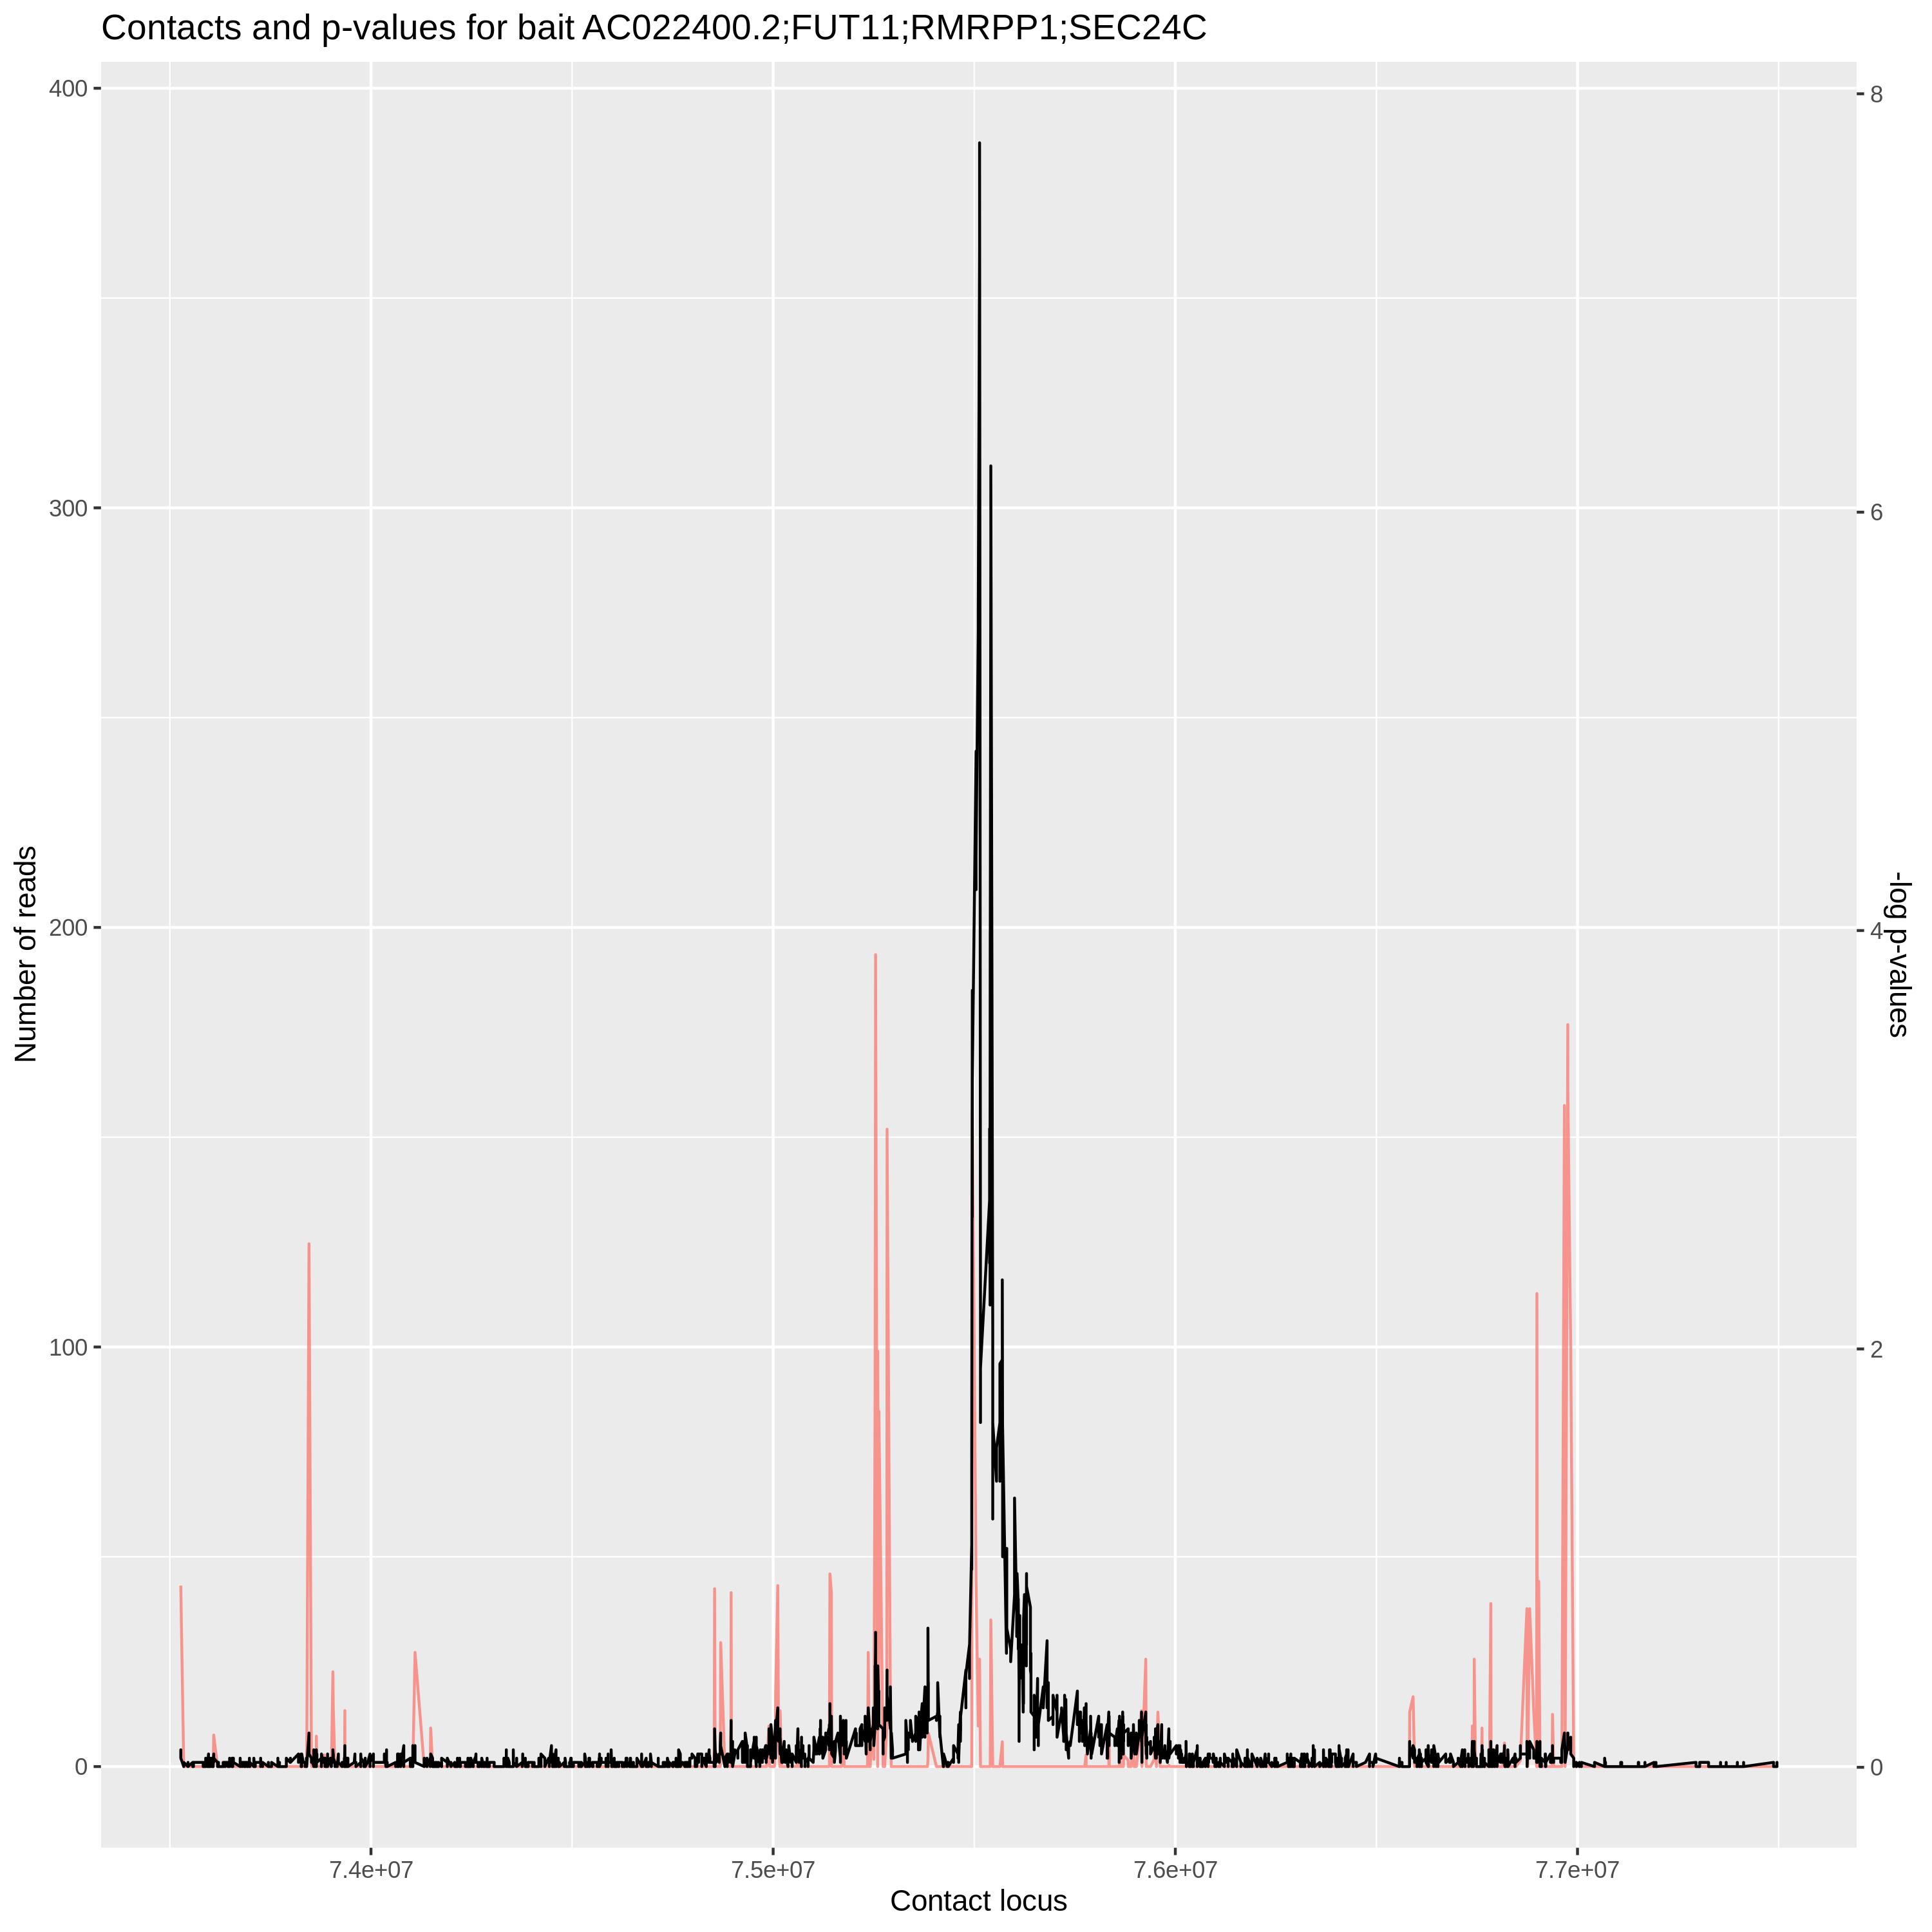 Contacts and p-values for bait AC022400.2;FUT11;RMRPP1;SEC24C
400
300
200
100
0
Number of reads
8
6
4
2
0
-log p-values
7.4e+07
7.5e+07
7.6e+07
7.7e+07
Contact locus